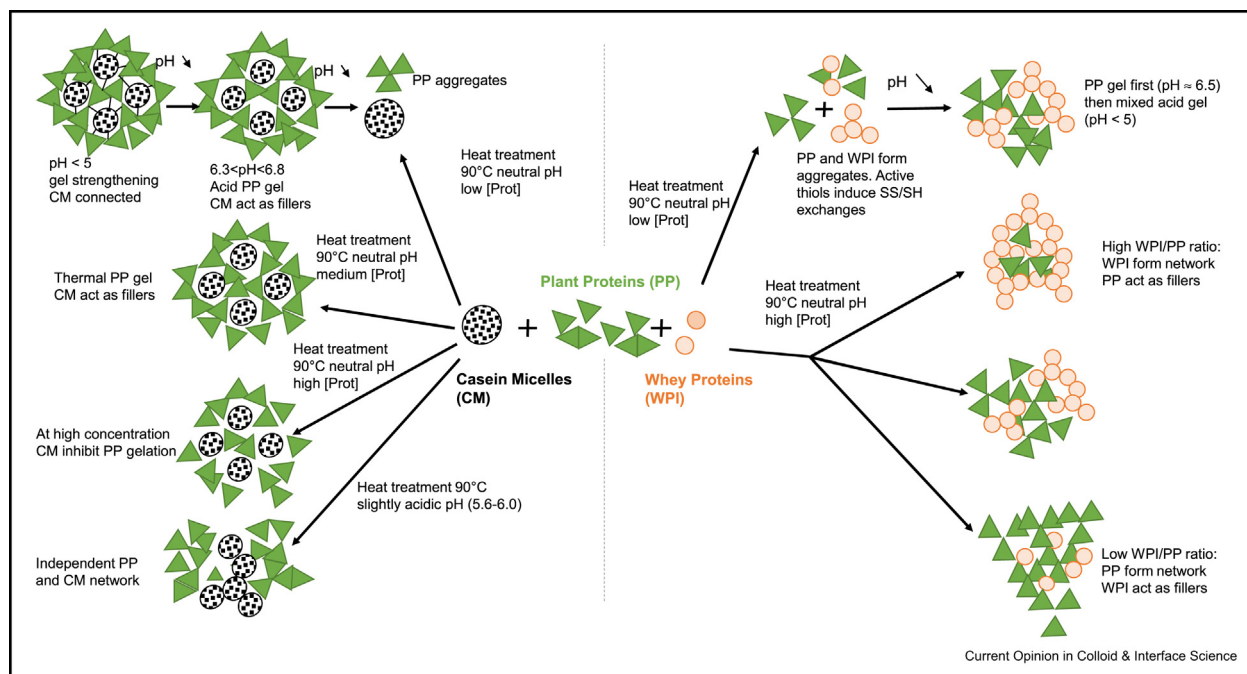 pH ↘
pH ↘
PP aggregates
pH < 5
gel strengthening
CM connected
6.3<pH<6.8
Acid PP gel
CM act as fillers
Heat treatment
90°C neutral pH
low [Prot]
Thermal PP gel
CM act as fillers
Heat treatment
90°C neutral pH
medium [Prot]
Heat treatment
90°C neutral pH
high [Prot]
At high concentration
CM inhibit PP gelation
Heat treatment 90°C
slightly acidic pH (5.6-6.0)
Independent PP
and CM network
Casein Micelles
(CM)
+
Plant Proteins (PP)
+
Whey Proteins
(WPI)
Heat treatment
90°C neutral pH
low [Prot]
+
PP and WPI form
aggregates. Active
thiols induce SS/SH
exchanges
pH ↘
PP gel first (pH ≈ 6.5)
then mixed acid gel
(pH < 5)
Heat treatment
90°C neutral pH
high [Prot]
High WPI/PP ratio:
WPI form network
PP act as fillers
Low WPI/PP ratio:
PP form network
WPI act as fillers
Current Opinion in Colloid & Interface Science